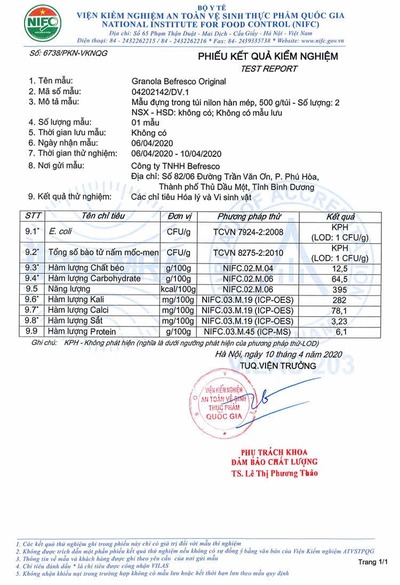 BỘ Y TẾ
VIỆN KIỂM NGHIỆM AN TOÀN VỆ SINH THỰC PHẨM QUỐC GIA
NATIONAL INSTITUTE FOR FOOD CONTROL (NIFC)
Địa chỉ: Số 65 Phạm Thận Duật - Mai Dịch - Cầu Giấy - Hà Nội - Việt Nam
Điện thoại: 84 - 2432262215 / 84 - 2432262216 * Fax: 84- 2439385738 * Website: www.nifc.gov.vn
NIFC
Số: 6738/PKN-VKNQG
PHIẾU KẾT QUẢ KIỂM NGHIỆM
TEST REPORT
1. Tên mẫu: Granola Befresco Original
2. Mã số mẫu: 04202142/DV.1
3. Mô tả mẫu: Mẫu đựng trong túi nilon hàn mép, 500 g/túi - Số lượng: 2
NSX - HSD: không có; Không có mẫu lưu
4. Số lượng mẫu: 01 mẫu
5. Thời gian lưu mẫu: Không có
6. Ngày nhận mẫu: 06/04/2020
7. Thời gian thử nghiệm: 06/04/2020 - 10/04/2020
8. Nơi gửi mẫu: Công ty TNHH Befresco
Địa chỉ: Số 82/06 Đường Trần Văn Ơn, P. Phú Hòa,
Thành phố Thủ Dầu Một, Tỉnh Bình Dương
9. Kết quả thử nghiệm: Các chỉ tiêu Hóa lý và Vi sinh vật
STT Tên chỉ tiêu Đơn vị Phương pháp thử Kết quả
9.1* E. coli CFU/g TCVN 7924-2:2008 KPH (LOD: 1 CFU/g)
9.2* Tổng số bào tử nấm mốc-men CFU/g TCVN 8275-2:2010 KPH (LOD: 1 CFU/g)
9.3* Hàm lượng Chất béo g/100g NIFC.02.M.04 12,5
9.4* Hàm lượng Carbohydrate g/100g NIFC.02.M.06 64,5
9.5 Năng lượng kcal/100g NIFC.02.M.06 395
9.6* Hàm lượng Kali mg/100g NIFC.03.M.19 (ICP-OES) 282
9.7* Hàm lượng Calci mg/100g NIFC.03.M.19 (ICP-OES) 78,1
9.8* Hàm lượng Sắt mg/100g NIFC.03.M.19 (ICP-OES) 3,23
9.9 Hàm lượng Protein g/100g NIFC.03.M.45 (ICP-MS) 6,1
Ghi chú: KPH - Không phát hiện (nghĩa là dưới ngưỡng phát hiện của phương pháp thử-LOD)
Hà Nội, ngày 10 tháng 4 năm 2020
TUQ.VIỆN TRƯỞNG
VIỆN KIỂM NGHIỆM
AN TOÀN VỆ SINH
THỰC PHẨM
QUỐC GIA
PHỤ TRÁCH KHOA
ĐẢM BẢO CHẤT LƯỢNG
TS. Lê Thị Phương Thảo
1. Các kết quả thử nghiệm ghi trong phiếu này chỉ có giá trị đối với mẫu thử nghiệm
2. Không được trích dẫn một phần phiếu kết quả thử nghiệm nếu không có sự đồng ý bằng văn bản của Viện Kiểm nghiệm ATVSTPQG
3. Thông tin về mẫu và khách hàng được ghi theo yêu cầu của nơi gửi mẫu
4. Chỉ tiêu đánh dấu * là chỉ tiêu được công nhận VILAS
5. Không nhận khiếu nại trong trường hợp không có mẫu lưu hoặc hết thời hạn lưu theo mẫu quy định
Trang 1/1